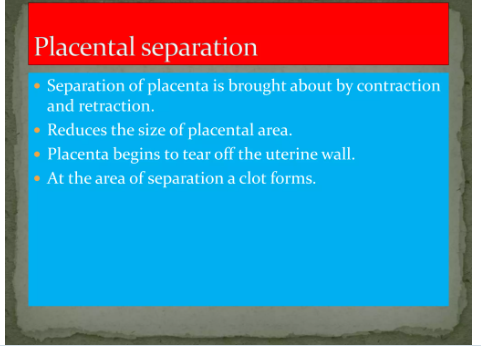 Placental separation
• Separation of placenta is brought about by contraction
and retraction.
• Reduces the size of placental area.
• Placenta begins to tear off the uterine wall.
• At the area of separation a clot forms.